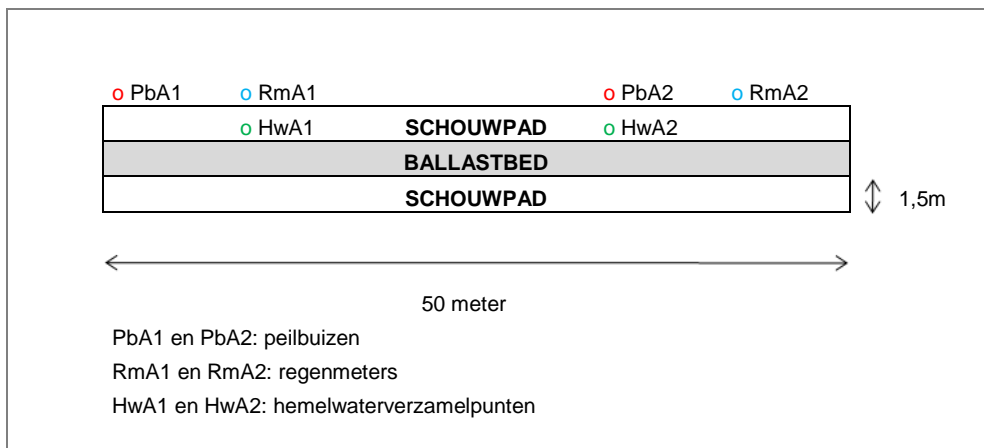 o PbA1 o RmA1 o PbA2 o RmA2
o HwA1 SCHOUWPAD o HwA2
BALLASTBED
SCHOUWPAD
1,5m
50 meter
PbA1 en PbA2: peilbuizen
RmA1 en RmA2: regenmeters
HwA1 en HwA2: hemelwaterverzamelpunten